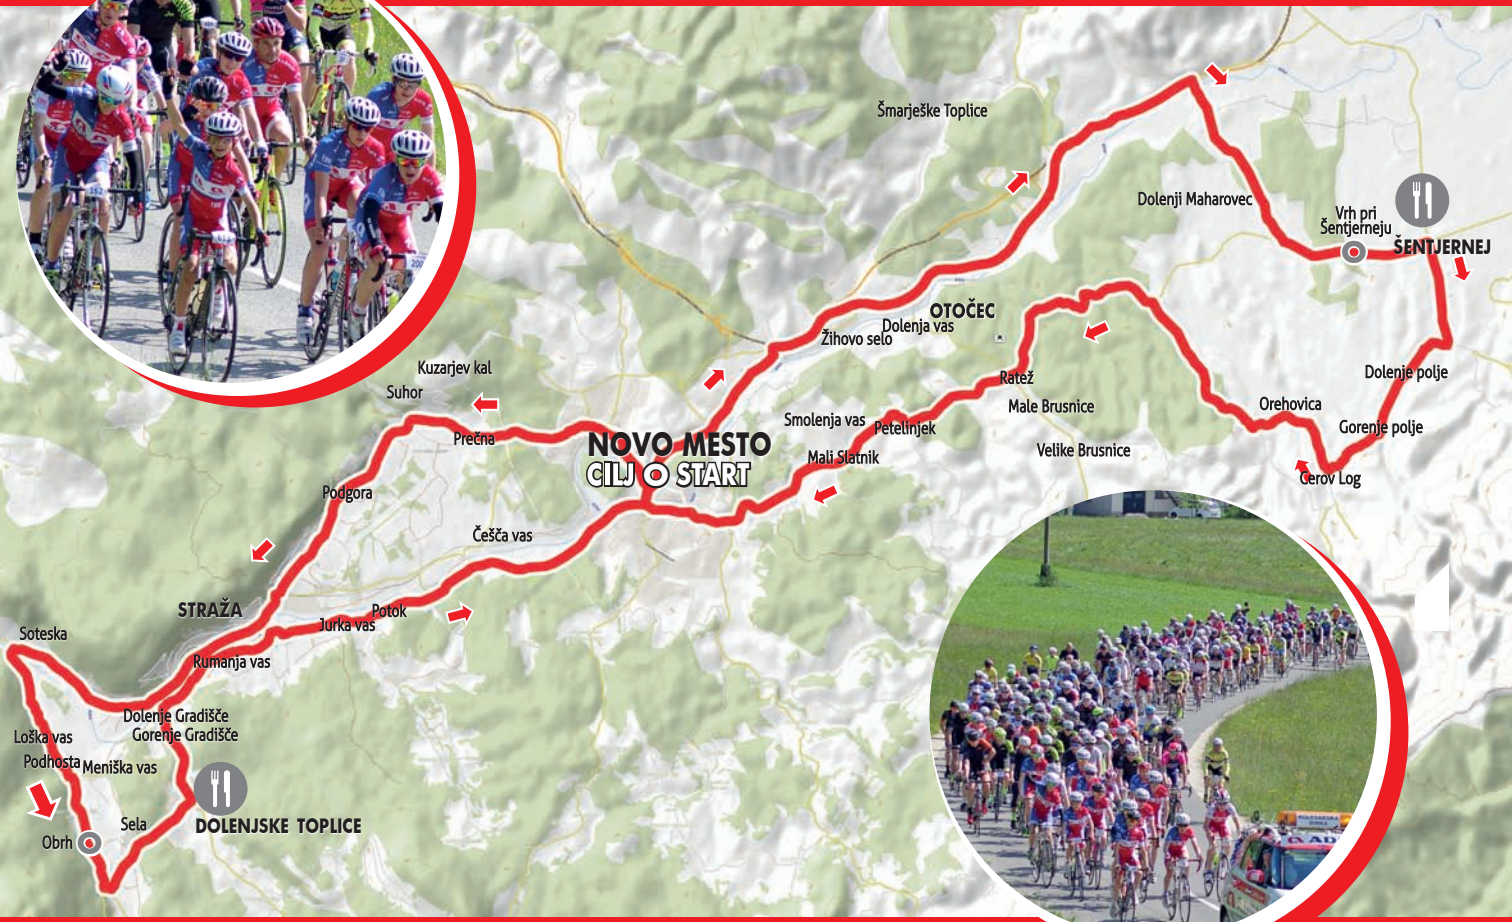 Šmarješke Toplice
Dolenji Maharovec
Vrh pri
Šentjerneju
ŠENTJERNEJ
OTOČEC
Dolenja vas
Žihovo selo
Kuzarjev kal
Suhor
Dolenje polje
Ratež
Male Brusnice
Orehovica
Smolenja vas
Petelinjek
Gorenje polje
Prečna
NOVO MESTO
CILJ START
Velike Brusnice
Mali Slatnik
Cerov Log
Podgora
Češča vas
STRAŽA
Potok
Jurka vas
Soteska
Rumanja vas
Dolenje Gradišče
Gorenje Gradišče
Loška vas
Podhosta
Meniška vas
Sela
DOLENJSKE TOPLICE
Obrh